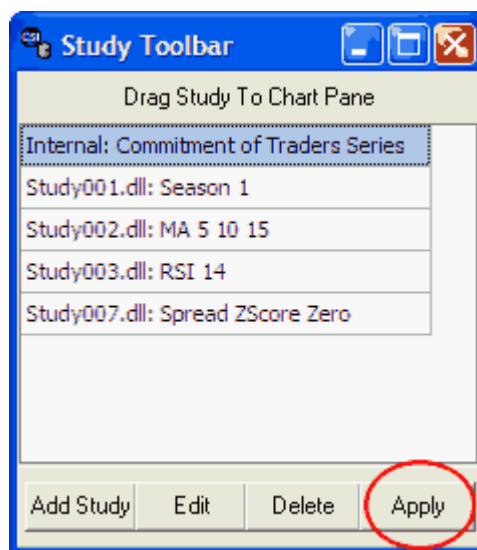 CSI
Study Toolbar
Drag Study To Chart Pane
Internal: Commitment of Traders Series
Study001.dll: Season 1
Study002.dll: MA 5 10 15
Study003.dll: RSI 14
Study007.dll: Spread ZScore Zero
Add Study Edit Delete Apply